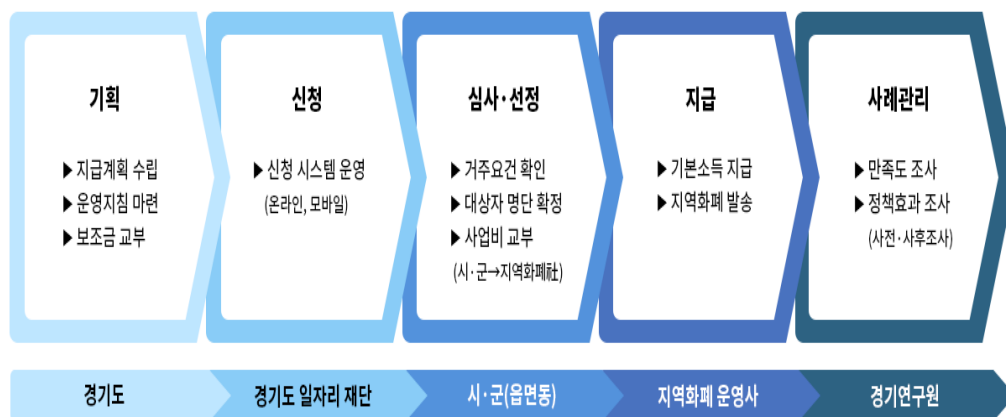 기획
▶ 지급계획 수립
▶ 운영지침 마련
▶ 보조금 교부
신청
▶ 신청 시스템 운영
(온라인, 모바일)
심사·선정
▶ 거주요건 확인
▶ 대상자 명단 확정
▶ 사업비 교부
(시·군→지역화폐社)
지급
▶ 기본소득 지급
▶ 지역화폐 발송
사례관리
▶ 만족도 조사
▶ 정책효과 조사
(사전·사후조사)
경기도
경기도 일자리 재단
시·군(읍면동)
지역화폐 운영사
경기연구원